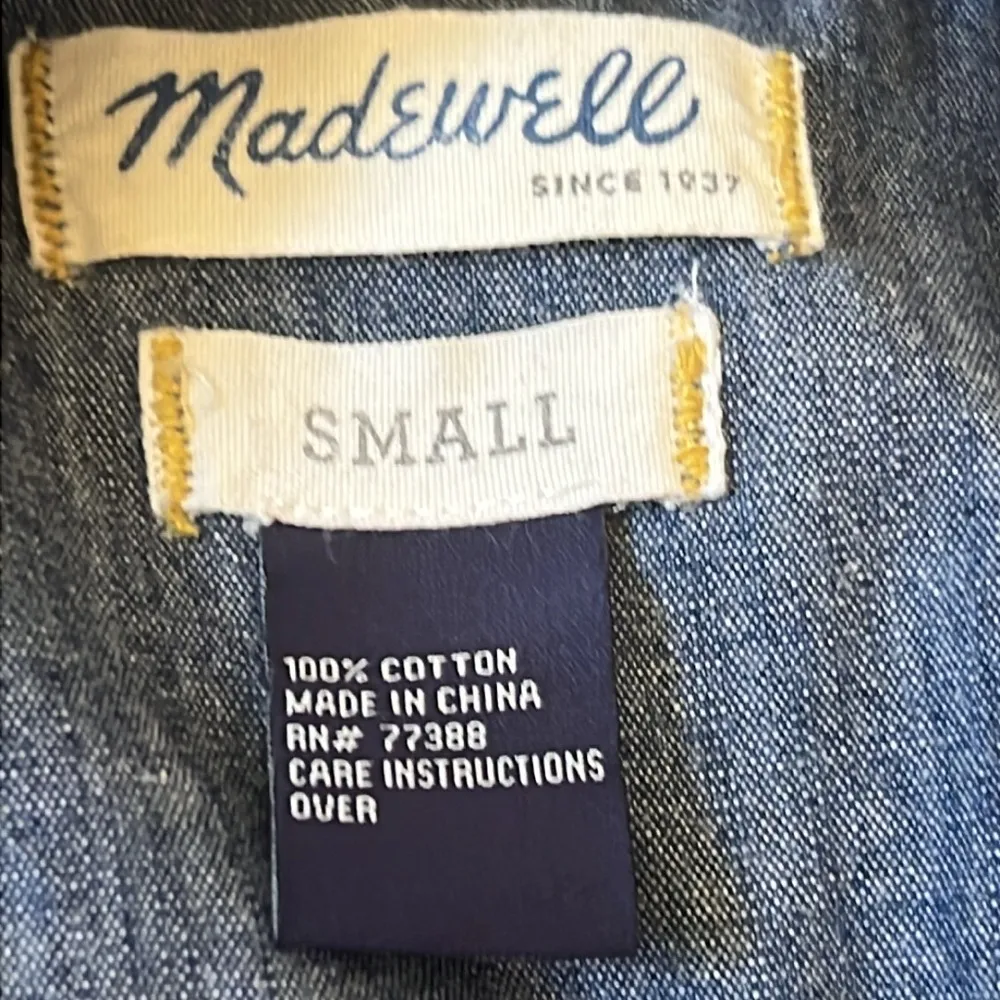 Madewell
SINCE 1937
SMALL
100% COTTON
MADE IN CHINA
RN# 77388
CARE INSTRUCTIONS
OVER